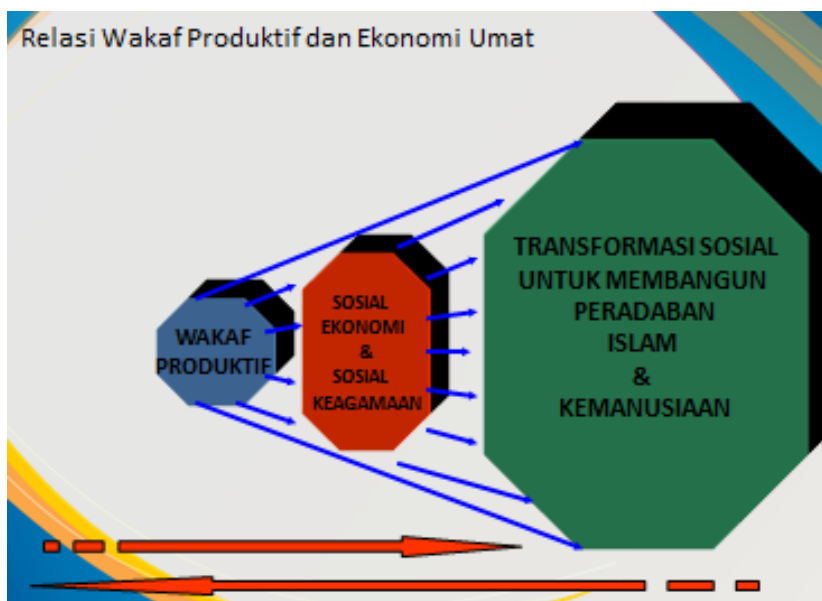 Relasi Wakaf Produktif dan Ekonomi Umat
WAKAF
PRODUKTIF
SOSIAL
EKONOMI
&
SOSIAL
KEAGAMAAN
TRANSFORMASI SOSIAL
UNTUK MEMBANGUN
PERADABAN
ISLAM
&
KEMANUSIAAN